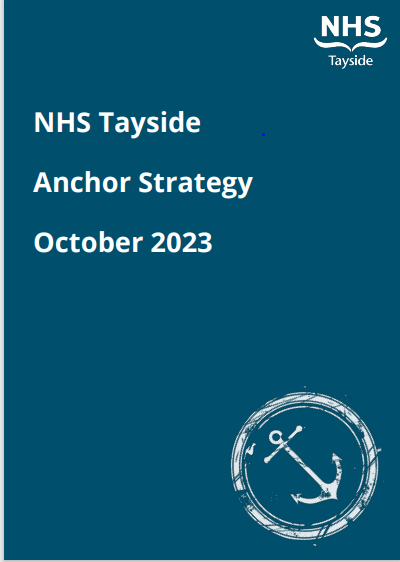 NHS
Tayside
NHS Tayside
Anchor Strategy
October 2023